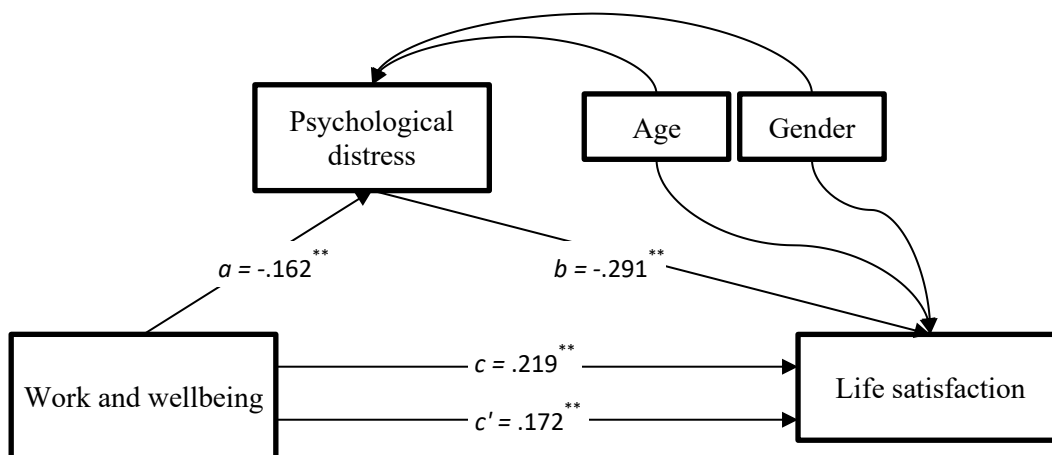 Psychological
distress
Age
Gender
a = -.162**
b = -.291**
Work and wellbeing
c = .219**
c' = .172**
Life satisfaction